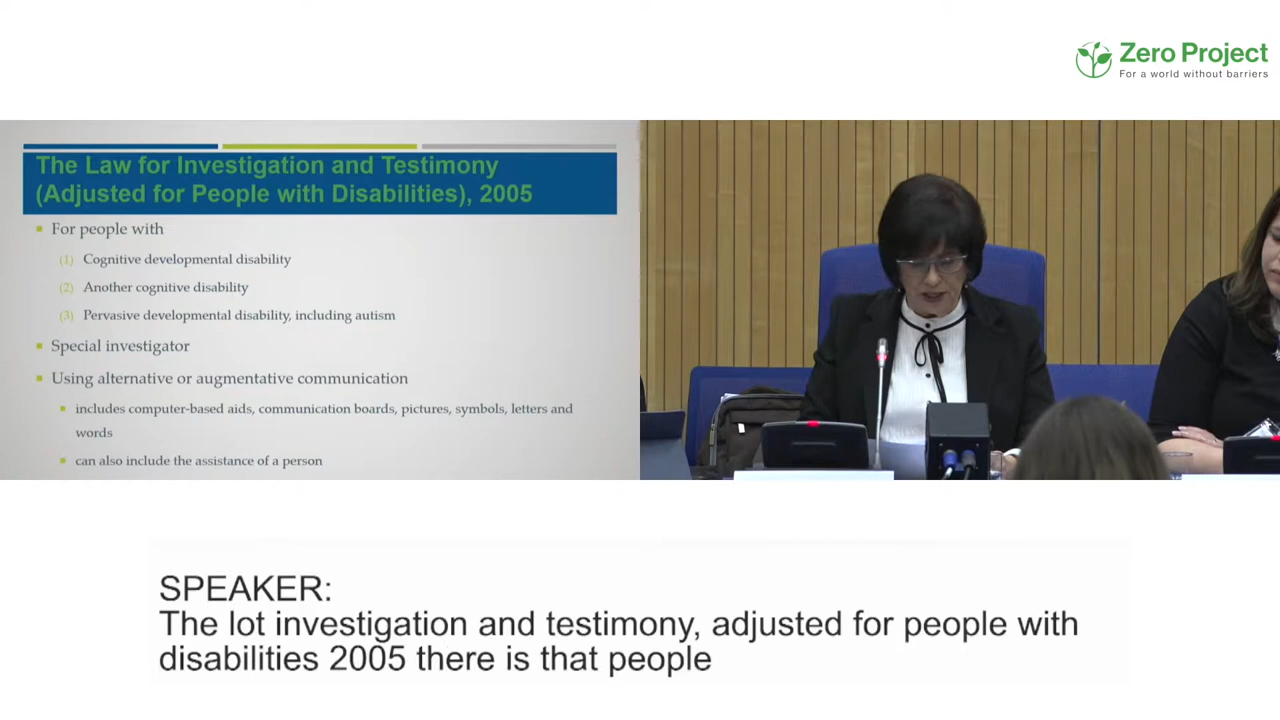 Zero Project
For a world without barriers
The Law for Investigation and Testimony
(Adjusted for People with Disabilities), 2005
For people with
(1) Cognitive developmental disability
(2) Another cognitive disability
(3) Pervasive developmental disability, including autism
Special investigator
Using alternative or augmentative communication
includes computer-based aids, communication boards, pictures, symbols, letters and
words
can also include the assistance of a person
SPEAKER:
The lot investigation and testimony, adjusted for people with
disabilities 2005 there is that people